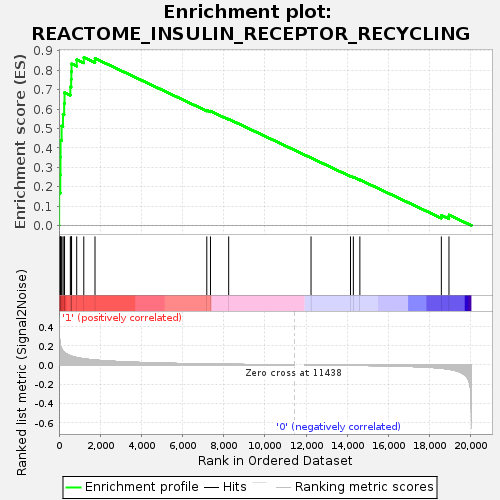 Enrichment plot:
REACTOME_INSULIN_RECEPTOR_RECYCLING
Enrichment score (ES)
0.9
0.8
0.7
0.6
0.5
0.4
0.3
0.2
0.1
0.0
'1' (positively correlated)
Ranked list metric (Signal2Noise)
0.4
0.2
0.0
-0.2
-0.4
-0.6
Zero cross at 11438
'0' (negatively correlated)
0 2,000 4,000 6,000 8,000 10,000 12,000 14,000 16,000 18,000 20,000
Rank in Ordered Dataset
Enrichment profile Hits Ranking metric scores